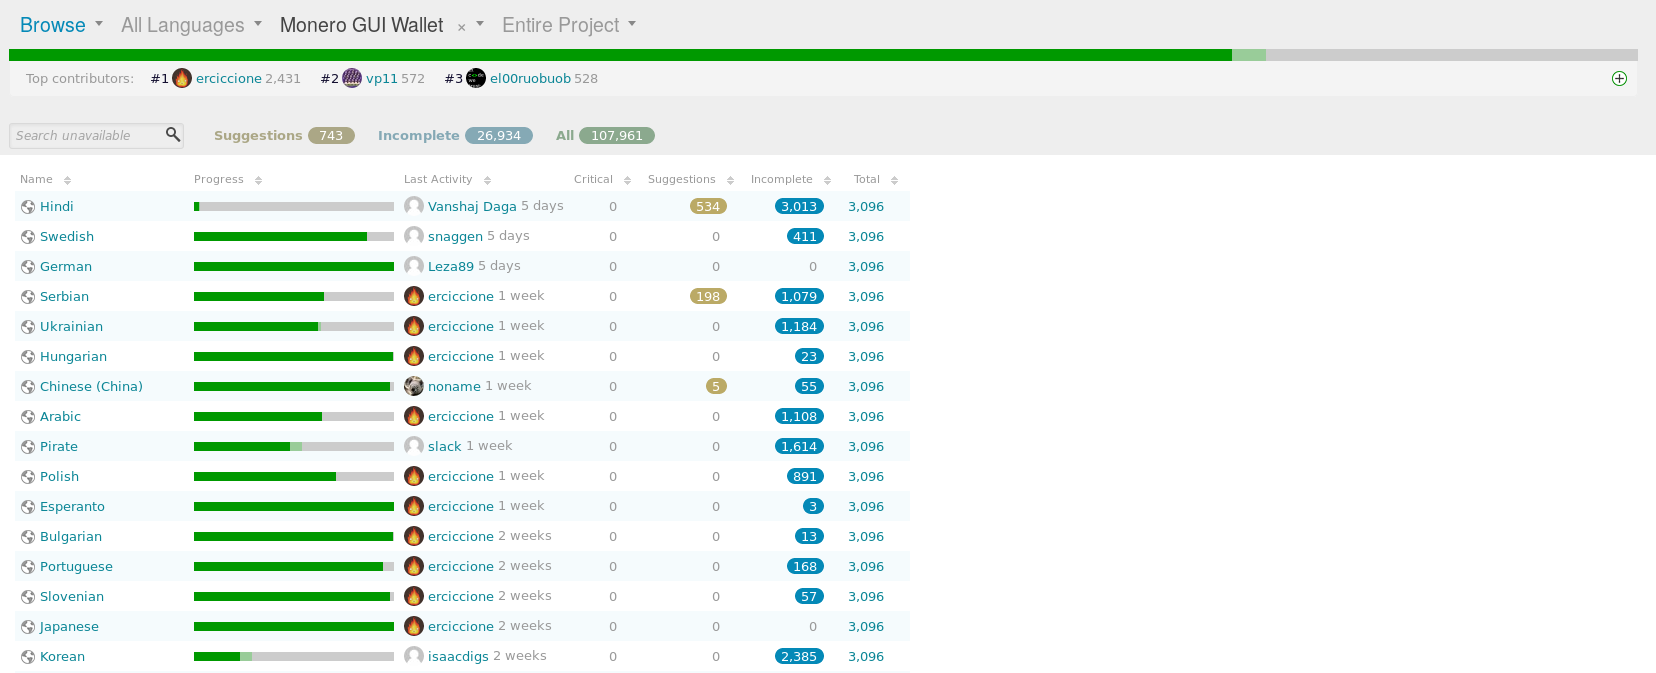 Browse All Languages Monero GUI Wallet × Entire Project
Top contributors: #1 erciccione 2,431 #2 vp11 572 #3 el00ruobuob 528
Search unavailable Suggestions 743 Incomplete 26,934 All 107,961
Name Progress Last Activity Critical Suggestions Incomplete Total
Hindi Vanshaj Daga 5 days 0 534 3,013 3,096
Swedish snaggen 5 days 0 0 411 3,096
German Leza89 5 days 0 0 0 3,096
Serbian erciccione 1 week 0 198 1,079 3,096
Ukrainian erciccione 1 week 0 0 1,184 3,096
Hungarian erciccione 1 week 0 0 23 3,096
Chinese (China) noname 1 week 0 5 55 3,096
Arabic erciccione 1 week 0 0 1,108 3,096
Pirate slack 1 week 0 0 1,614 3,096
Polish erciccione 1 week 0 0 891 3,096
Esperanto erciccione 1 week 0 0 3 3,096
Bulgarian erciccione 2 weeks 0 0 13 3,096
Portuguese erciccione 2 weeks 0 0 168 3,096
Slovenian erciccione 2 weeks 0 0 57 3,096
Japanese erciccione 2 weeks 0 0 0 3,096
Korean isaacdigs 2 weeks 0 0 2,385 3,096